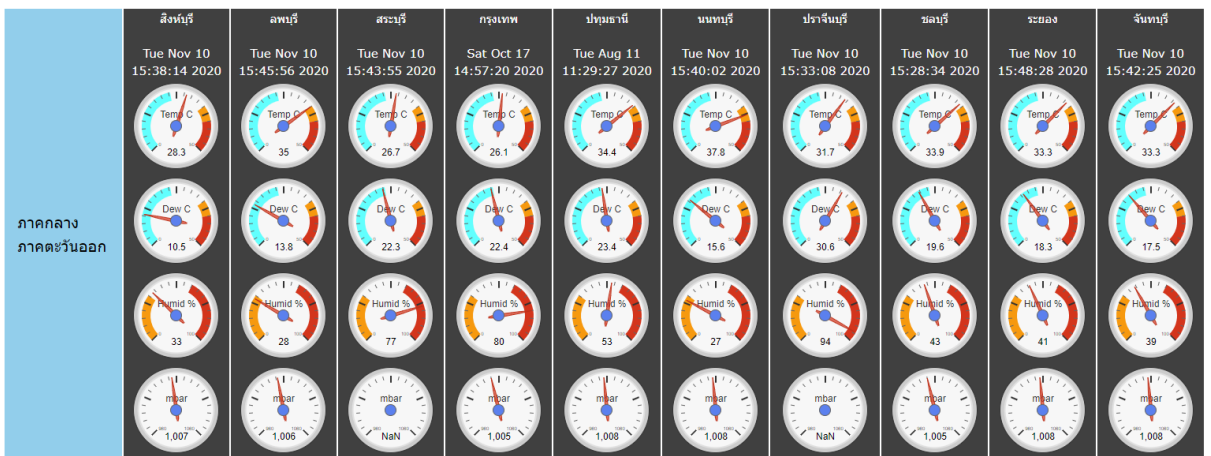 ภาคกลาง
ภาคตะวันออก
สิงห์บุรี ลพบุรี สระบุรี กรุงเทพ ปทุมธานี นนทบุรี ปราจีนบุรี ชลบุรี ระยอง จันทบุรี
Tue Nov 10 Tue Nov 10 Tue Nov 10 Sat Oct 17 Tue Aug 11 Tue Nov 10 Tue Nov 10 Tue Nov 10 Tue Nov 10 Tue Nov 10
15:38:14 2020 15:45:56 2020 15:43:55 2020 14:57:20 2020 11:29:27 2020 15:40:02 2020 15:33:08 2020 15:28:34 2020 15:48:28 2020 15:42:25 2020
Temp C Temp C Temp C Temp C Temp C Temp C Temp C Temp C Temp C Temp C
28.3 35 26.7 26.1 34.4 37.8 31.7 33.9 33.3 33.3
Dew C Dew C Dew C Dew C Dew C Dew C Dew C Dew C Dew C Dew C
10.5 13.8 22.3 22.4 23.4 15.6 30.6 19.6 18.3 17.5
Humid % Humid % Humid % Humid % Humid % Humid % Humid % Humid % Humid % Humid %
33 28 77 80 53 27 94 43 41 39
mbar mbar mbar mbar mbar mbar mbar mbar mbar mbar
1,007 1,006 NaN 1,005 1,008 1,008 NaN 1,005 1,008 1,008